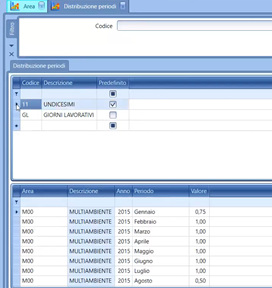 Area Distribuzione periodi
Codice
Filtro
Distribuzione periodi
Codice Descrizione Predefinito
11 UNDICESIMI
GL GIORNI LAVORATIVI
Area Descrizione Anno Periodo Valore
M00 MULTIAMBIENTE 2015 Gennaio 0,75
M00 MULTIAMBIENTE 2015 Febbraio 1,00
M00 MULTIAMBIENTE 2015 Marzo 1,00
M00 MULTIAMBIENTE 2015 Aprile 1,00
M00 MULTIAMBIENTE 2015 Maggio 1,00
M00 MULTIAMBIENTE 2015 Giugno 1,00
M00 MULTIAMBIENTE 2015 Luglio 1,00
M00 MULTIAMBIENTE 2015 Agosto 0,50